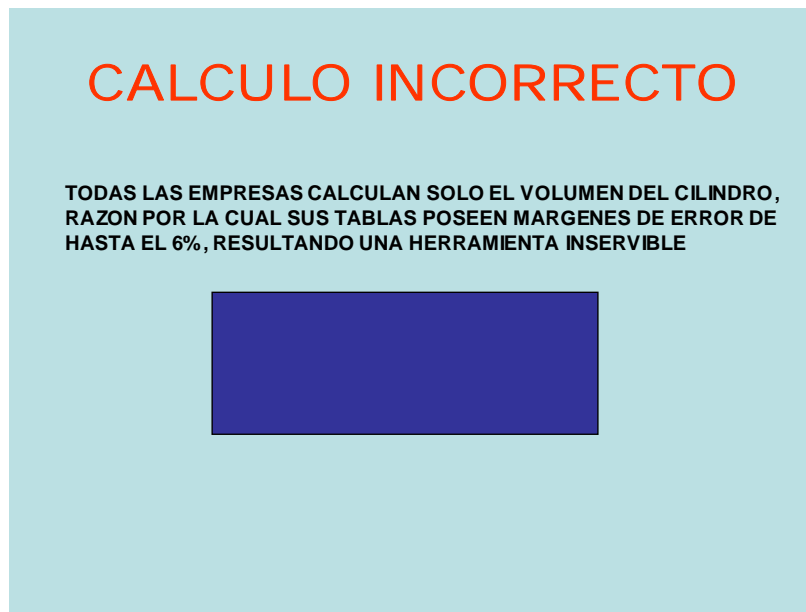 CALCULO INCORRECTO
TODAS LAS EMPRESAS CALCULAN SOLO EL VOLUMEN DEL CILINDRO,
RAZON POR LA CUAL SUS TABLAS POSEEN MARGENES DE ERROR DE
HASTA EL 6%, RESULTANDO UNA HERRAMIENTA INSERVIBLE